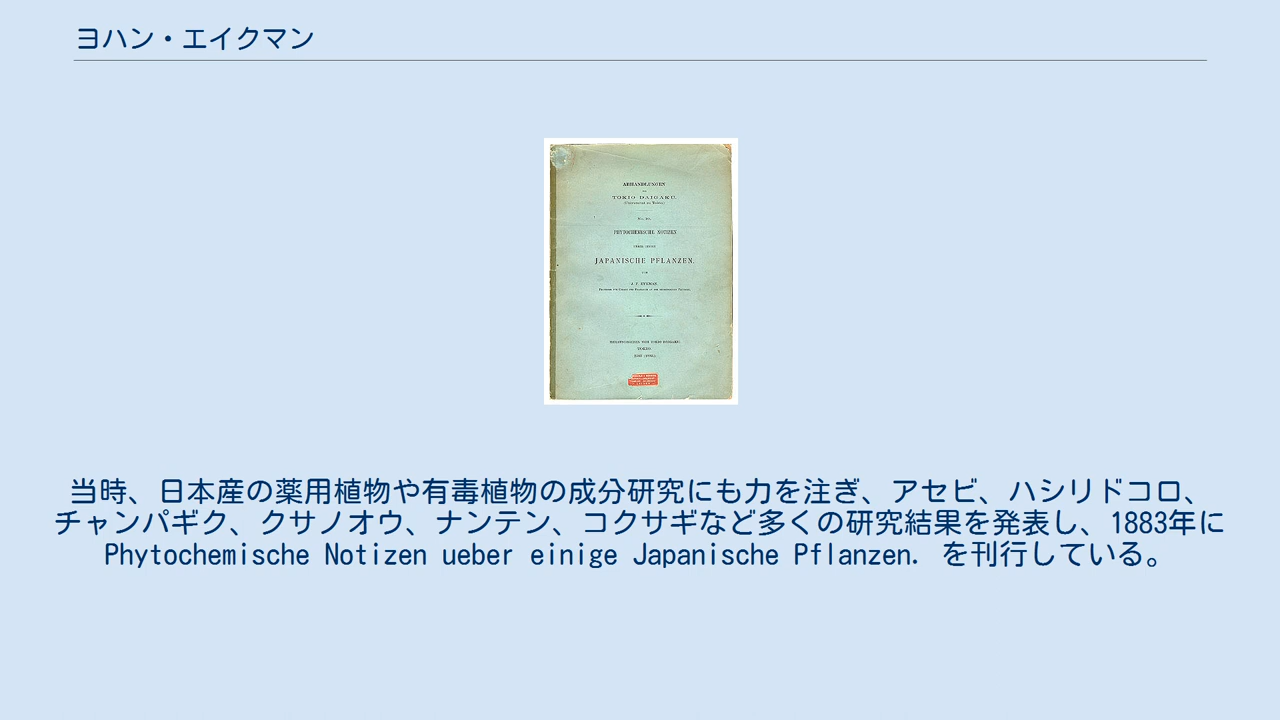 ヨハン・エイクマン
ABHANDLUNGEN
TOKIO DAIGAKU.
PHYTOCHEMISCHE NOTIZEN
UEBER EINIGE
JAPANISCHE PFLANZEN.
VON
J. F. EYKMAN
TOKIO.
当時、日本産の薬用植物や有毒植物の成分研究にも力を注ぎ、アセビ、ハシリドコロ、
チャンパギク、クサノオウ、ナンテン、コクサギなど多くの研究結果を発表し、1883年に
Phytochemische Notizen ueber einige Japanische Pflanzen. を刊行している。